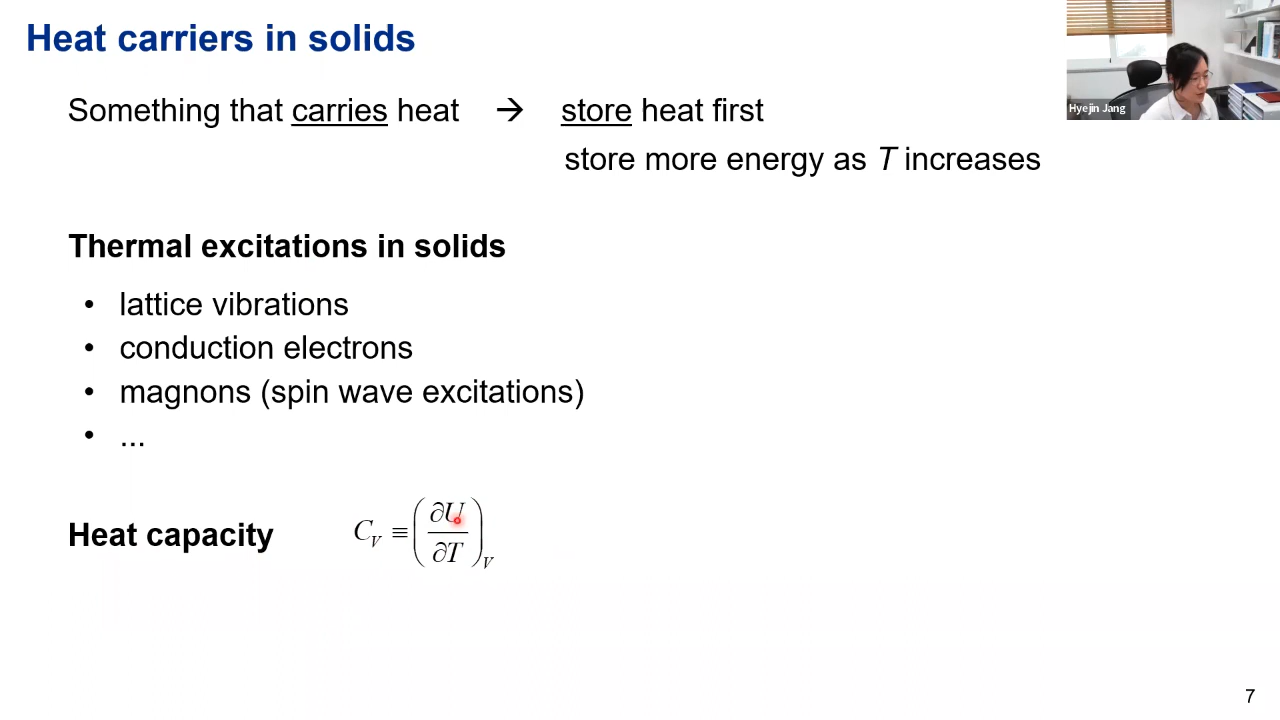 Heat carriers in solids
Something that carries heat → store heat first
store more energy as T increases
Thermal excitations in solids
• lattice vibrations
• conduction electrons
• magnons (spin wave excitations)
• ...
Heat capacity C_V ≡ (∂U/∂T)_V
Hyejin Jang
7